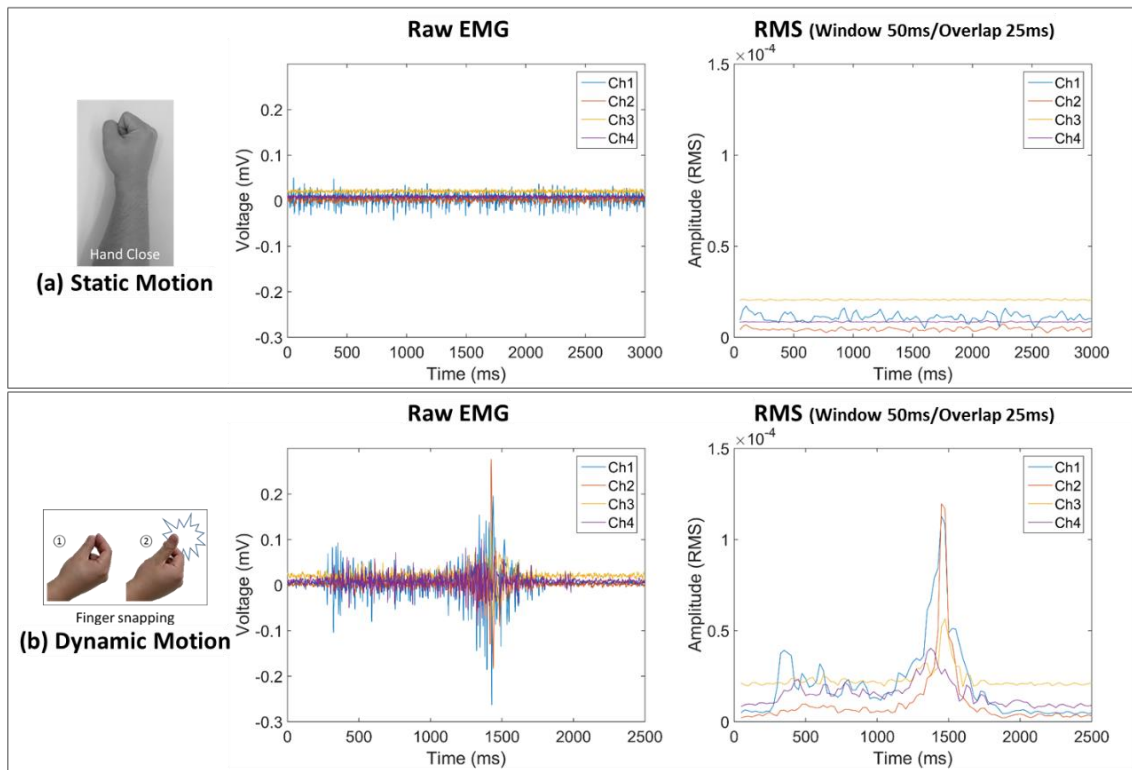 Raw EMG
RMS (Window 50ms/Overlap 25ms)
Hand Close
(a) Static Motion
Voltage (mV)
0.2
0.1
0
-0.1
-0.2
-0.3
0 500 1000 1500 2000 2500 3000
Time (ms)
Ch1
Ch2
Ch3
Ch4
×10⁻⁴
Amplitude (RMS)
1.5
1
0.5
0
0 500 1000 1500 2000 2500 3000
Time (ms)
Ch1
Ch2
Ch3
Ch4
Raw EMG
RMS (Window 50ms/Overlap 25ms)
① ②
Finger snapping
(b) Dynamic Motion
Voltage (mV)
0.2
0.1
0
-0.1
-0.2
-0.3
0 500 1000 1500 2000 2500
Time (ms)
Ch1
Ch2
Ch3
Ch4
×10⁻⁴
Amplitude (RMS)
1.5
1
0.5
0
0 500 1000 1500 2000 2500
Time (ms)
Ch1
Ch2
Ch3
Ch4